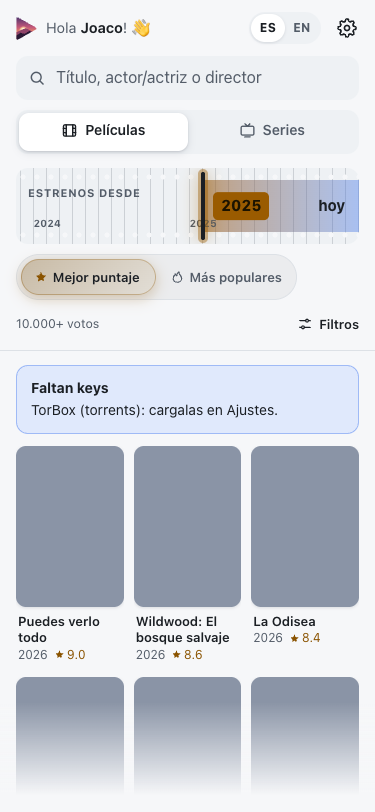 Hola Joaco! 👋
ES EN
Título, actor/actriz o director
Películas
Series
ESTRENOS DESDE
2024
2025
2025
hoy
Mejor puntaje
Más populares
10.000+ votos
Filtros
Faltan keys
TorBox (torrents): cargalas en Ajustes.
Puedes verlo
todo
2026 ★ 9.0
Wildwood: El
bosque salvaje
2026 ★ 8.6
La Odisea
2026 ★ 8.4